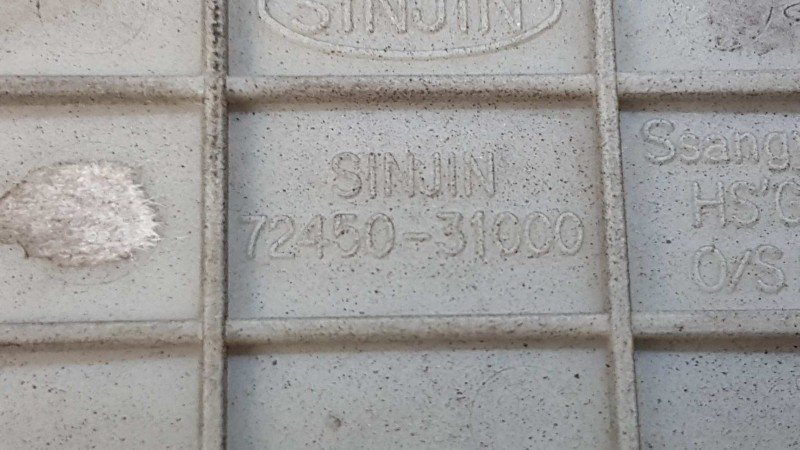 SINJIN
SINJIN
72450-31000
Ssang
HS'G
O/S